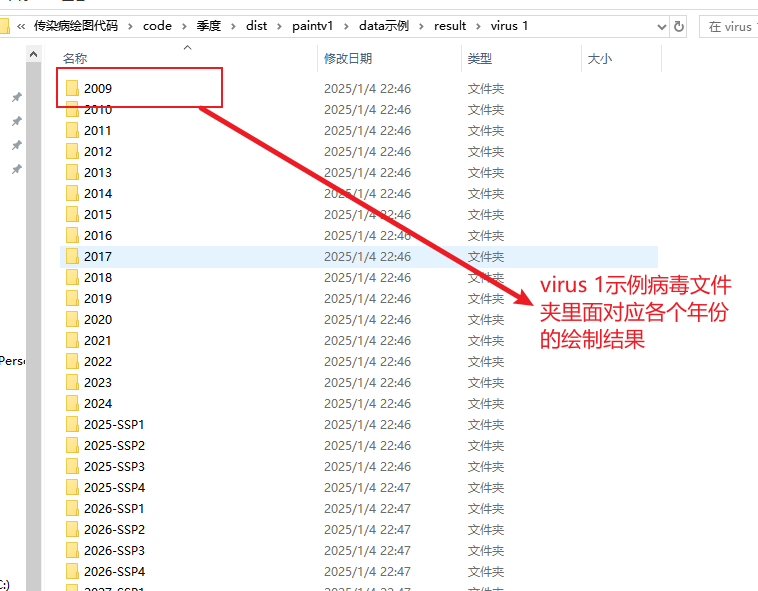 « 传染病绘图代码 › code › 季度 › dist › paintv1 › data示例 › result › virus 1
在 virus
名称 修改日期 类型 大小
2009 2025/1/4 22:46 文件夹
2010 2025/1/4 22:46 文件夹
2011 2025/1/4 22:46 文件夹
2012 2025/1/4 22:46 文件夹
2013 2025/1/4 22:46 文件夹
2014 2025/1/4 22:46 文件夹
2015 2025/1/4 22:46 文件夹
2016 2025/1/4 22:46 文件夹
2017 2025/1/4 22:46 文件夹
2018 2025/1/4 22:46 文件夹
2019 2025/1/4 22:46 文件夹
2020 2025/1/4 22:46 文件夹
2021 2025/1/4 22:46 文件夹
2022 2025/1/4 22:46 文件夹
2023 2025/1/4 22:46 文件夹
2024 2025/1/4 22:46 文件夹
2025-SSP1 2025/1/4 22:46 文件夹
2025-SSP2 2025/1/4 22:46 文件夹
2025-SSP3 2025/1/4 22:46 文件夹
2025-SSP4 2025/1/4 22:47 文件夹
2026-SSP1 2025/1/4 22:47 文件夹
2026-SSP2 2025/1/4 22:47 文件夹
2026-SSP3 2025/1/4 22:47 文件夹
2026-SSP4 2025/1/4 22:47 文件夹
2027-SSP1 2025/1/4 22:47 文件夹
virus 1示例病毒文件
夹里面对应各个年份
的绘制结果
Pers
C:)